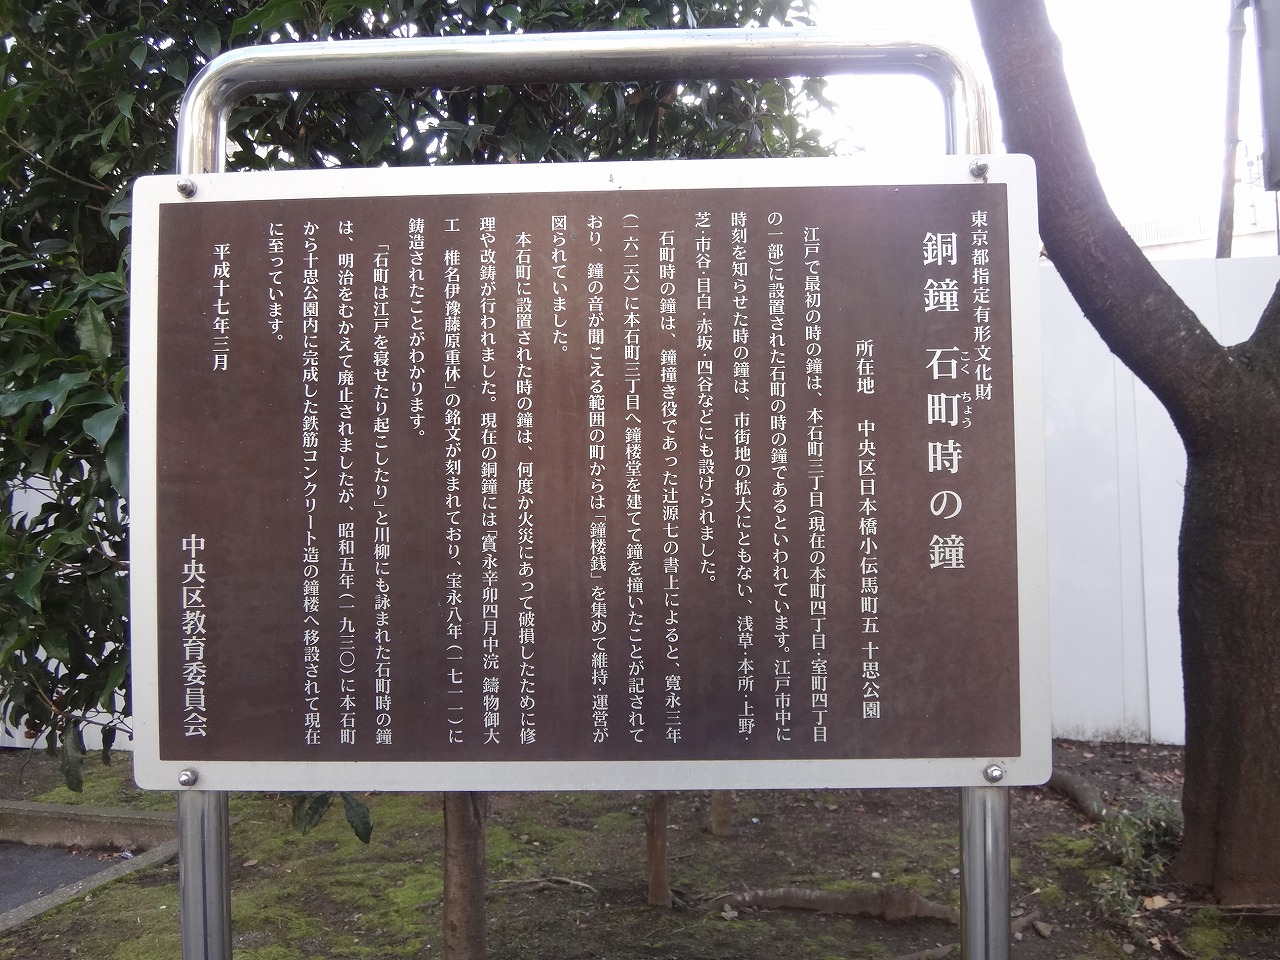 東京都指定有形文化財
銅鐘 石町時の鐘
こく ちょう
所在地 中央区日本橋小伝馬町五 十思公園
江戸で最初の時の鐘は、本石町三丁目(現在の本町四丁目・室町四丁目
の一部)に設置された石町の時の鐘であるといわれています。江戸市中に
時刻を知らせた時の鐘は、市街地の拡大にともない、浅草・本所・上野・
芝・市谷・目白・赤坂・四谷などにも設けられました。
石町時の鐘は、鐘撞き役であった辻源七の書上によると、寛永三年
(一六二六)に本石町三丁目へ鐘楼堂を建てて鐘を撞いたことが記されて
おり、鐘の音が聞こえる範囲の町からは「鐘楼銭」を集めて維持・運営が
図られていました。
本石町に設置された時の鐘は、何度か火災にあって破損したために修
理や改鋳が行われました。現在の銅鐘には「寳永辛卯四月中浣 鑄物御大
工 椎名伊豫藤原重休」の銘文が刻まれており、宝永八年(一七一一)に
鋳造されたことがわかります。
「石町は江戸を寝せたり起こしたり」と川柳にも詠まれた石町時の鐘
は、明治をむかえて廃止されましたが、昭和五年(一九三〇)に本石町
から十思公園内に完成した鉄筋コンクリート造の鐘楼へ移設されて現在
に至っています。
平成十七年三月
中央区教育委員会